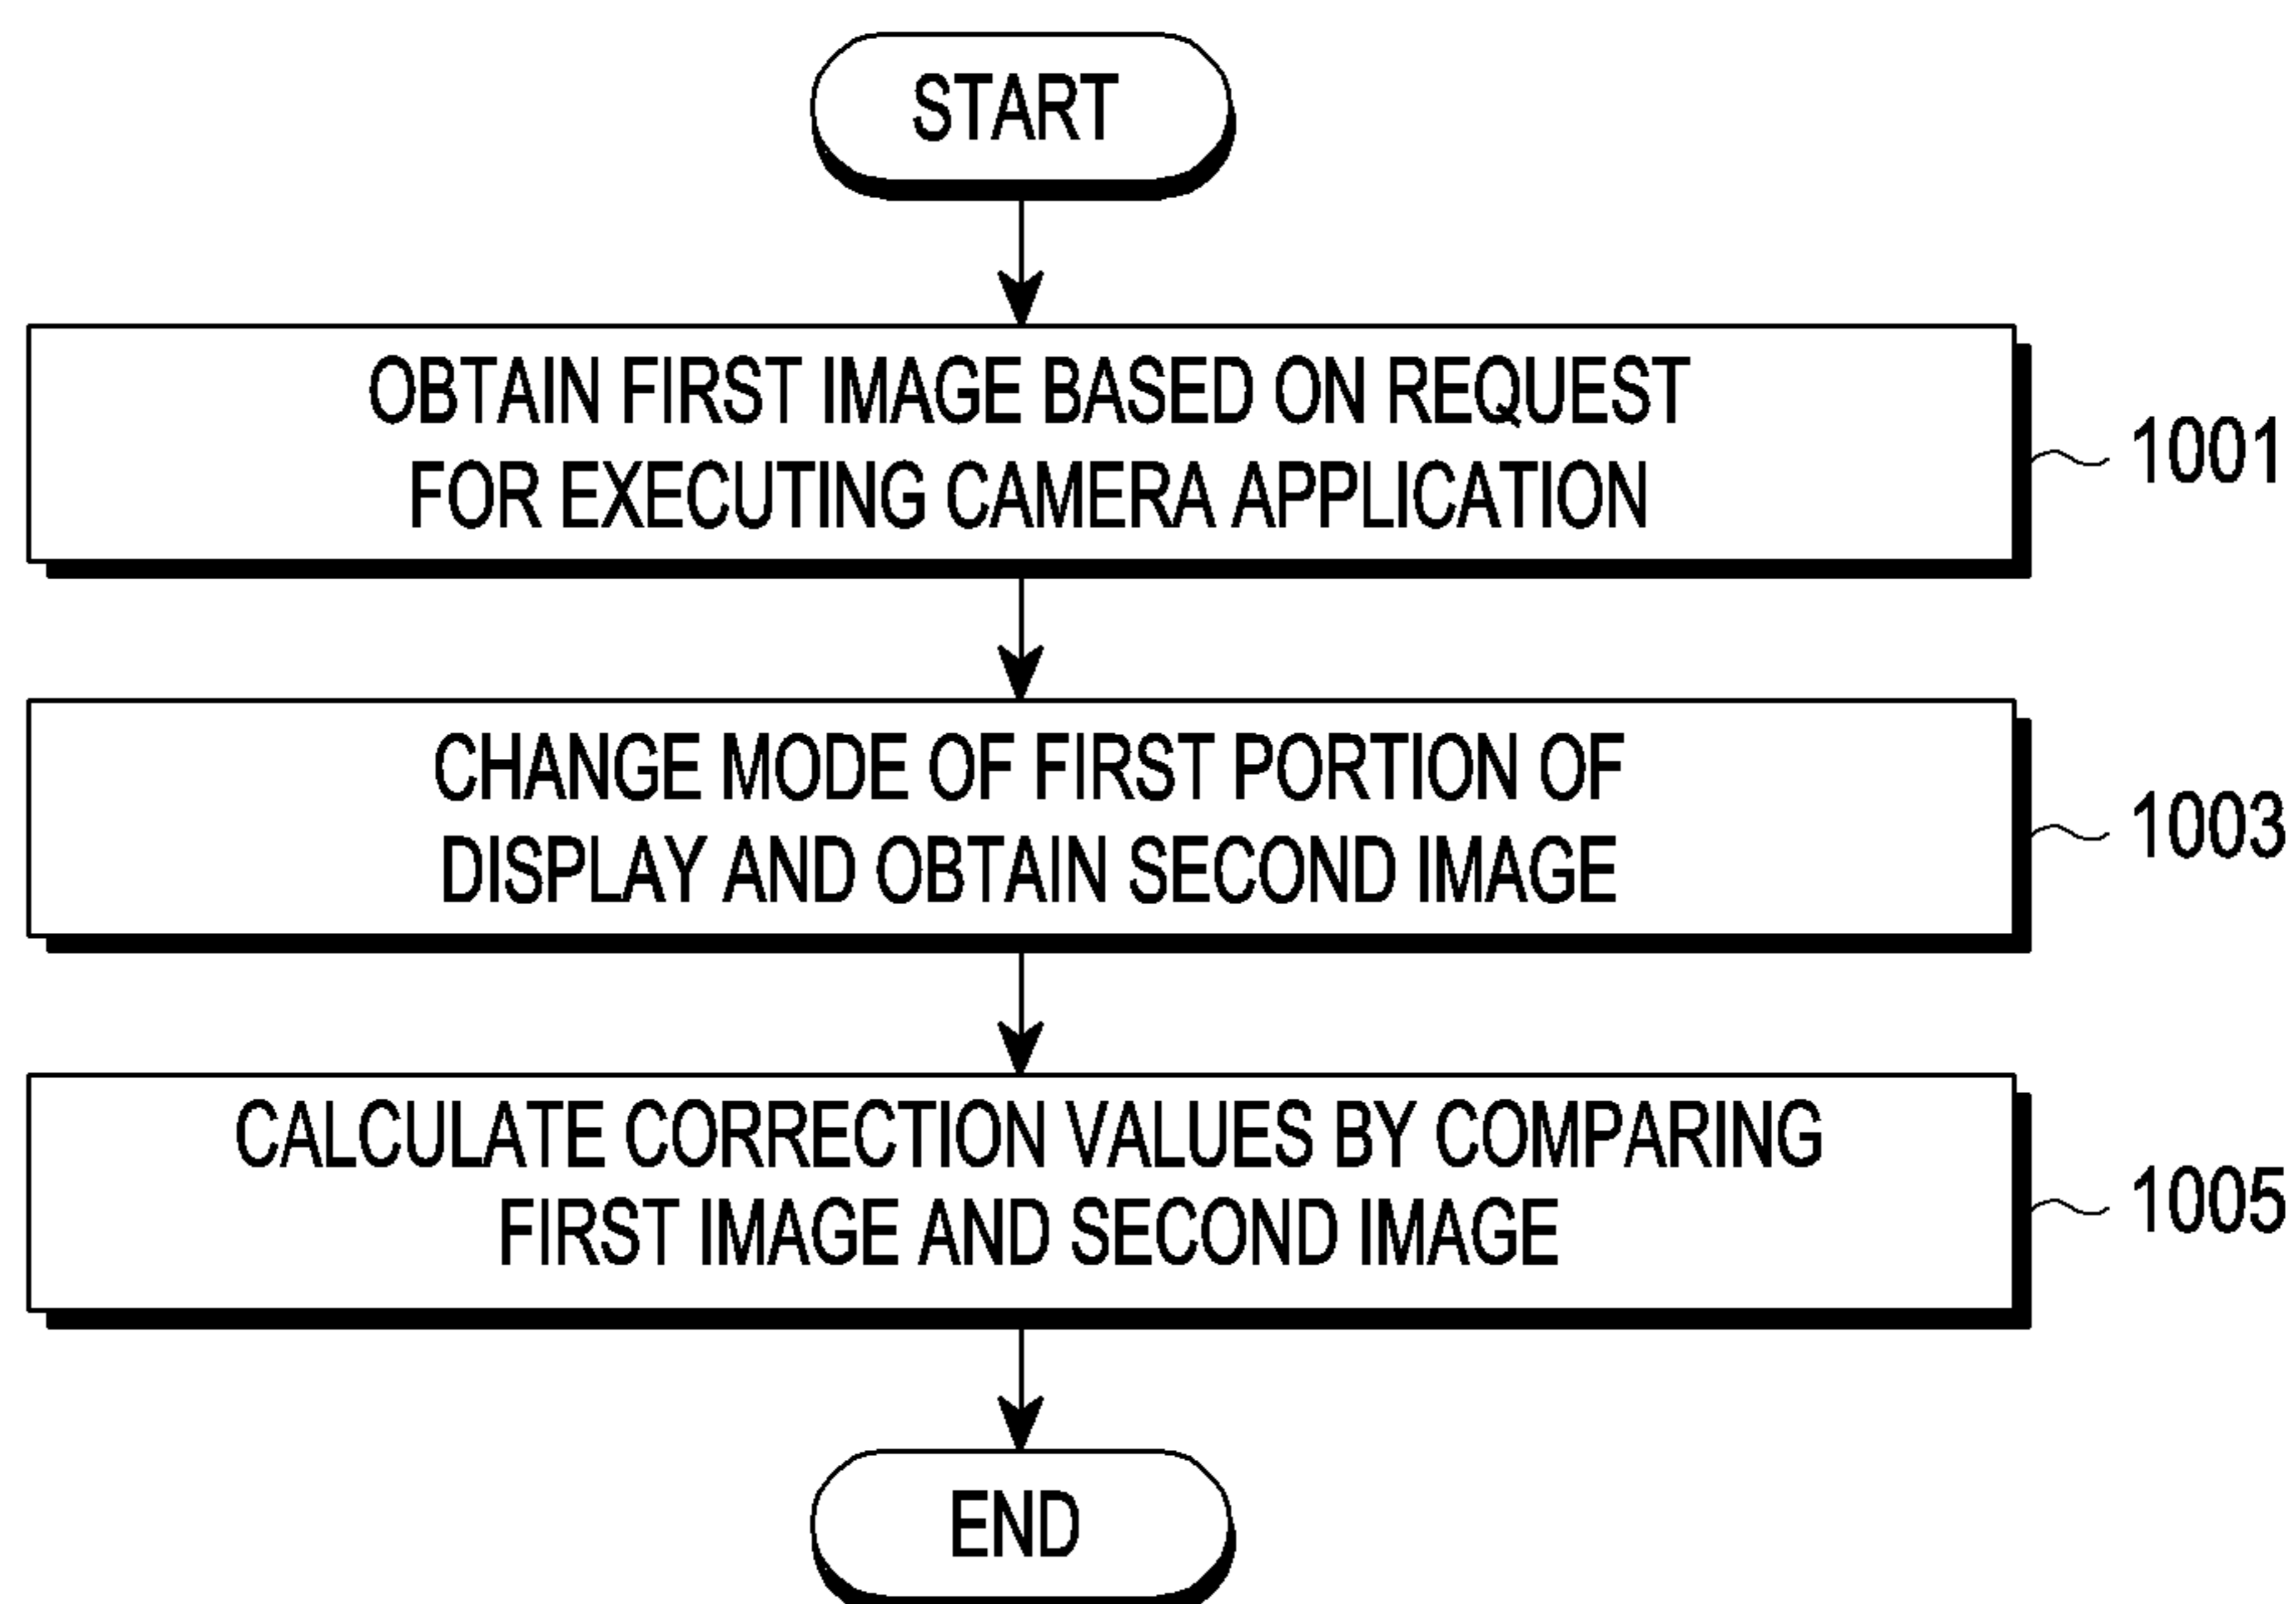 START
OBTAIN FIRST IMAGE BASED ON REQUEST
FOR EXECUTING CAMERA APPLICATION
1001
CHANGE MODE OF FIRST PORTION OF
DISPLAY AND OBTAIN SECOND IMAGE
1003
CALCULATE CORRECTION VALUES BY COMPARING
FIRST IMAGE AND SECOND IMAGE
1005
END